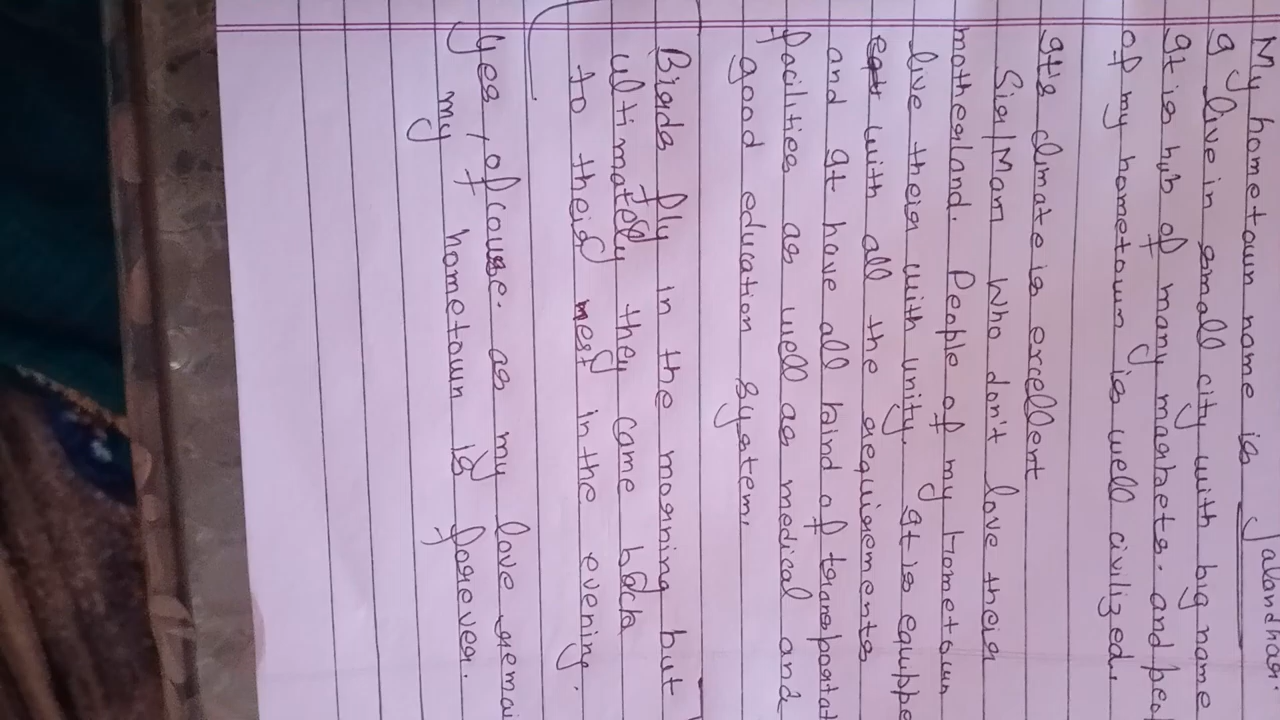 My hometown name is Jalandhar.
I live in small city with big name
It is hub of many markets. and peo
of my hometown is well civilized.
It's climate is excellent
Sir/Mam Who don't love their
motherland. People of my hometown
live their with unity. It is equippe
with all the requirements
and It have all kind of transportat
facilities as well as medical and
good education system.
Birds fly in the morning but
ultimately they come back
to their nest in the evening.
Yes, ofcouse. as my love remai
my hometown is forever.